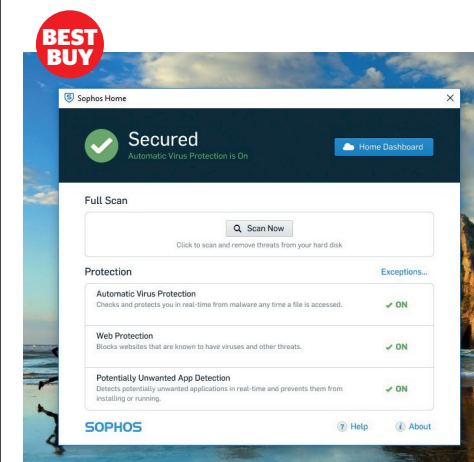 BEST
BUY
Sophos Home
Secured
Automatic Virus Protection is On
Home Dashboard
Full Scan
Scan Now
Click to scan and remove threats from your hard disk
Protection
Exceptions...
Automatic Virus Protection
Checks and protects you in real-time from malware any time a file is accessed.
ON
Web Protection
Blocks websites that are known to have viruses and other threats.
ON
Potentially Unwanted App Detection
Detects potentially unwanted applications in real-time and prevents them from
installing or running.
ON
SOPHOS
? Help
i About